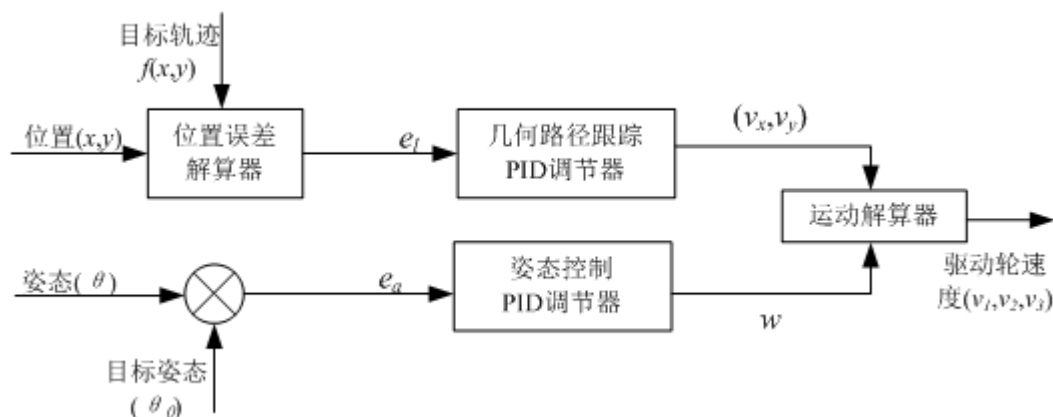 目标轨迹
f(x,y)
位置(x,y)
位置误差
解算器
e_l
几何路径跟踪
PID调节器
(v_x,v_y)
运动解算器
驱动轮速
度(v_1,v_2,v_3)
姿态(θ)
e_a
姿态控制
PID调节器
w
目标姿态
(θ_0)